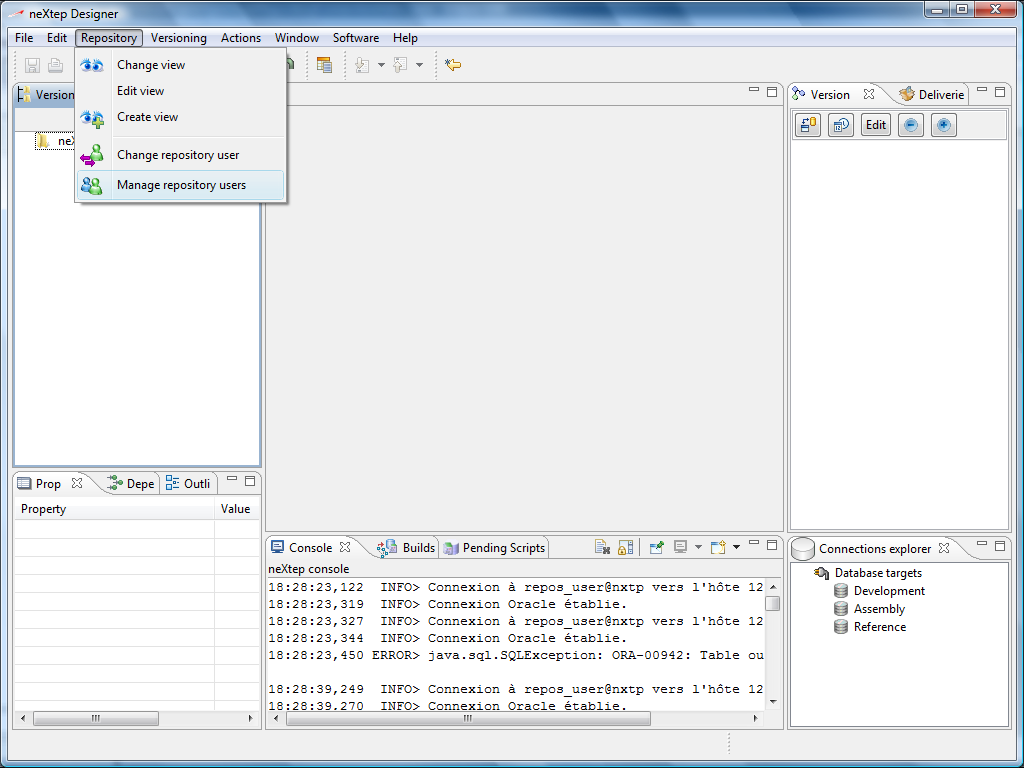 neXtep Designer
File Edit Repository Versioning Actions Window Software Help
Change view
Edit view
Create view
Change repository user
Manage repository users
Version
neX
Version
Deliverie
Edit
Prop
Depe
Outli
Property Value
Console
Builds
Pending Scripts
neXtep console
18:28:23,122 INFO> Connexion à repos_user@nxtp vers l'hôte 12
18:28:23,319 INFO> Connexion Oracle établie.
18:28:23,327 INFO> Connexion à repos_user@nxtp vers l'hôte 12
18:28:23,344 INFO> Connexion Oracle établie.
18:28:23,450 ERROR> java.sql.SQLException: ORA-00942: Table ou
18:28:39,249 INFO> Connexion à repos_user@nxtp vers l'hôte 12
18:28:39,270 INFO> Connexion Oracle établie.
Connections explorer
Database targets
Development
Assembly
Reference